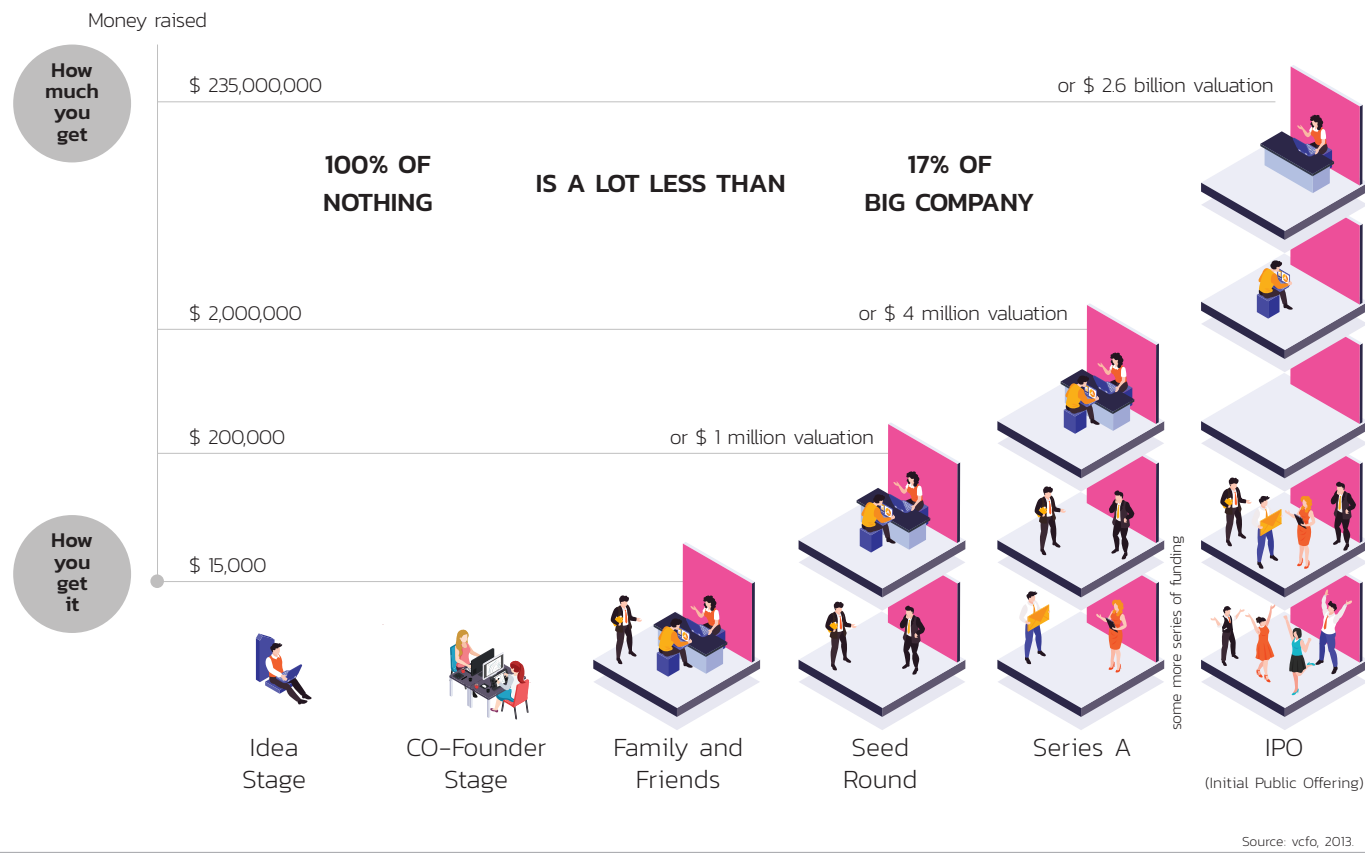 Money raised
How
much
you
get
$ 235,000,000
or $ 2.6 billion valuation
100% OF
NOTHING
IS A LOT LESS THAN
17% OF
BIG COMPANY
$ 2,000,000
or $ 4 million valuation
$ 200,000
or $ 1 million valuation
How
you
get
it
$ 15,000
some more series of funding
Idea
Stage
CO-Founder
Stage
Family and
Friends
Seed
Round
Series A
IPO
(Initial Public Offering)
Source: vcfo, 2013.